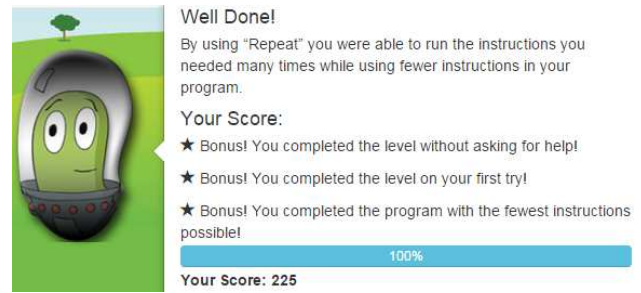 Well Done!
By using “Repeat” you were able to run the instructions you
needed many times while using fewer instructions in your
program.
Your Score:
★ Bonus! You completed the level without asking for help!
★ Bonus! You completed the level on your first try!
★ Bonus! You completed the program with the fewest instructions
possible!
100%
Your Score: 225